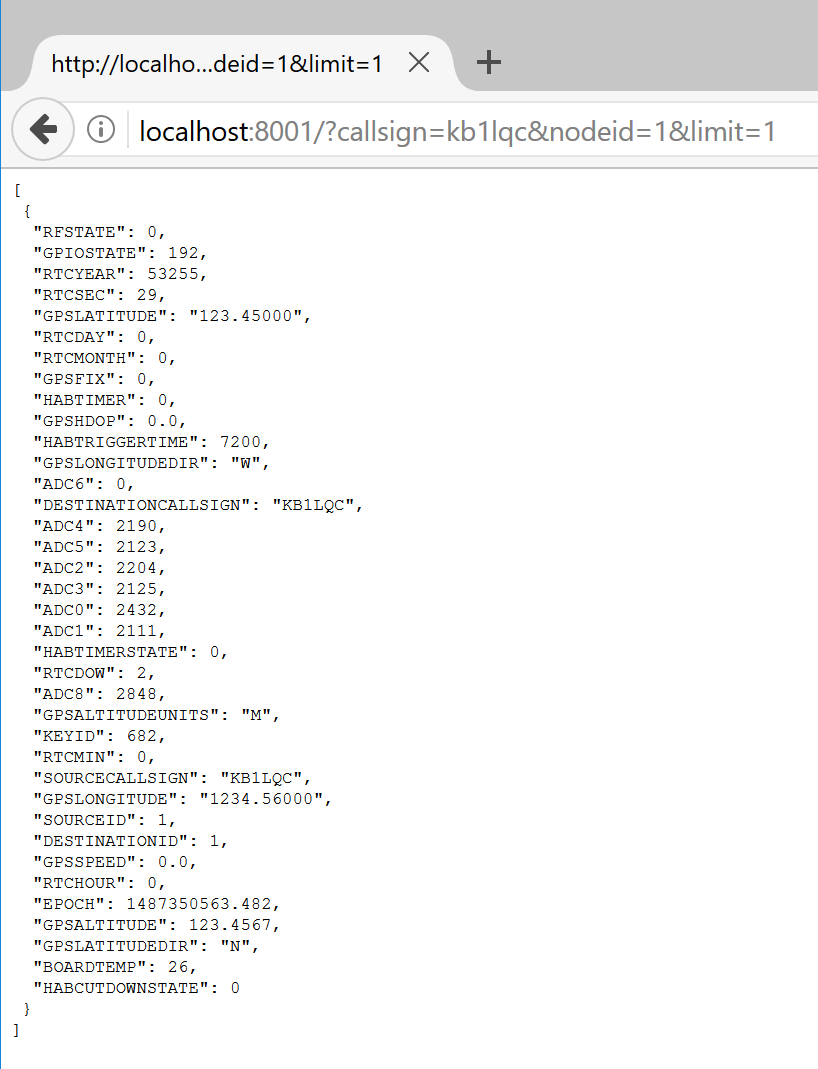 http://localho...deid=1&limit=1
localhost:8001/?callsign=kb1lqc&nodeid=1&limit=1
[
{
"RFSTATE": 0,
"GPIOSTATE": 192,
"RTCYEAR": 53255,
"RTCSEC": 29,
"GPSLATITUDE": "123.45000",
"RTCDAY": 0,
"RTCMONTH": 0,
"GPSFIX": 0,
"HABTIMER": 0,
"GPSHDOP": 0.0,
"HABTRIGGERTIME": 7200,
"GPSLONGITUDEDIR": "W",
"ADC6": 0,
"DESTINATIONCALLSIGN": "KB1LQC",
"ADC4": 2190,
"ADC5": 2123,
"ADC2": 2204,
"ADC3": 2125,
"ADC0": 2432,
"ADC1": 2111,
"HABTIMERSTATE": 0,
"RTCDOW": 2,
"ADC8": 2848,
"GPSALTITUDEUNITS": "M",
"KEYID": 682,
"RTCMIN": 0,
"SOURCECALLSIGN": "KB1LQC",
"GPSLONGITUDE": "1234.56000",
"SOURCEID": 1,
"DESTINATIONID": 1,
"GPSSPEED": 0.0,
"RTCHOUR": 0,
"EPOCH": 1487350563.482,
"GPSALTITUDE": 123.4567,
"GPSLATITUDEDIR": "N",
"BOARDTEMP": 26,
"HABCUTDOWNSTATE": 0
}
]